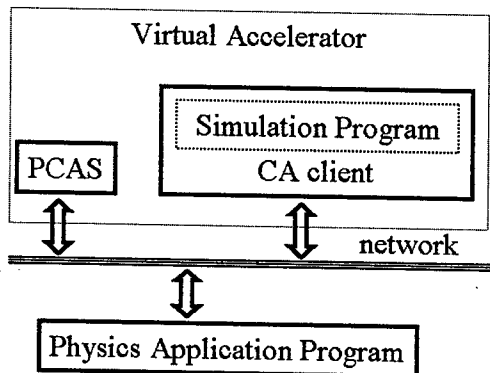 Virtual Accelerator
Simulation Program
PCAS
CA client
network
Physics Application Program